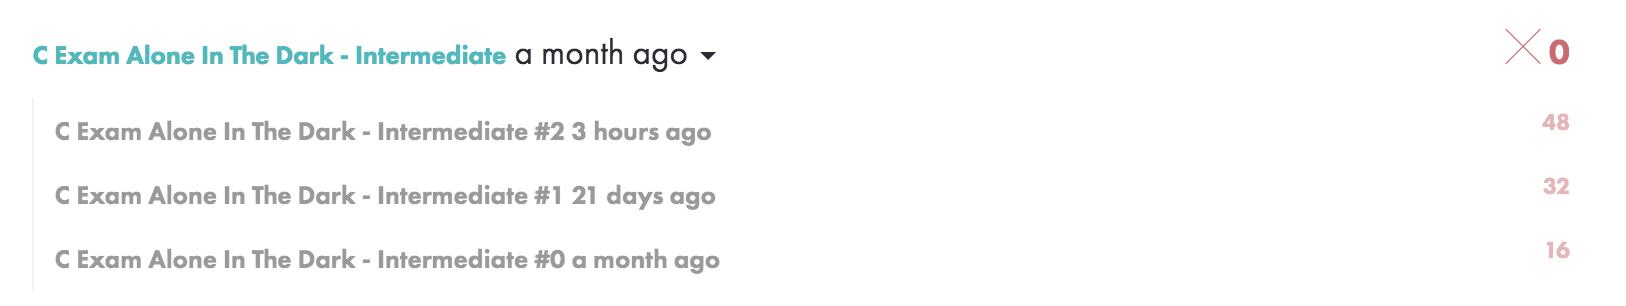 C Exam Alone In The Dark - Intermediate a month ago 0
C Exam Alone In The Dark - Intermediate #2 3 hours ago 48
C Exam Alone In The Dark - Intermediate #1 21 days ago 32
C Exam Alone In The Dark - Intermediate #0 a month ago 16